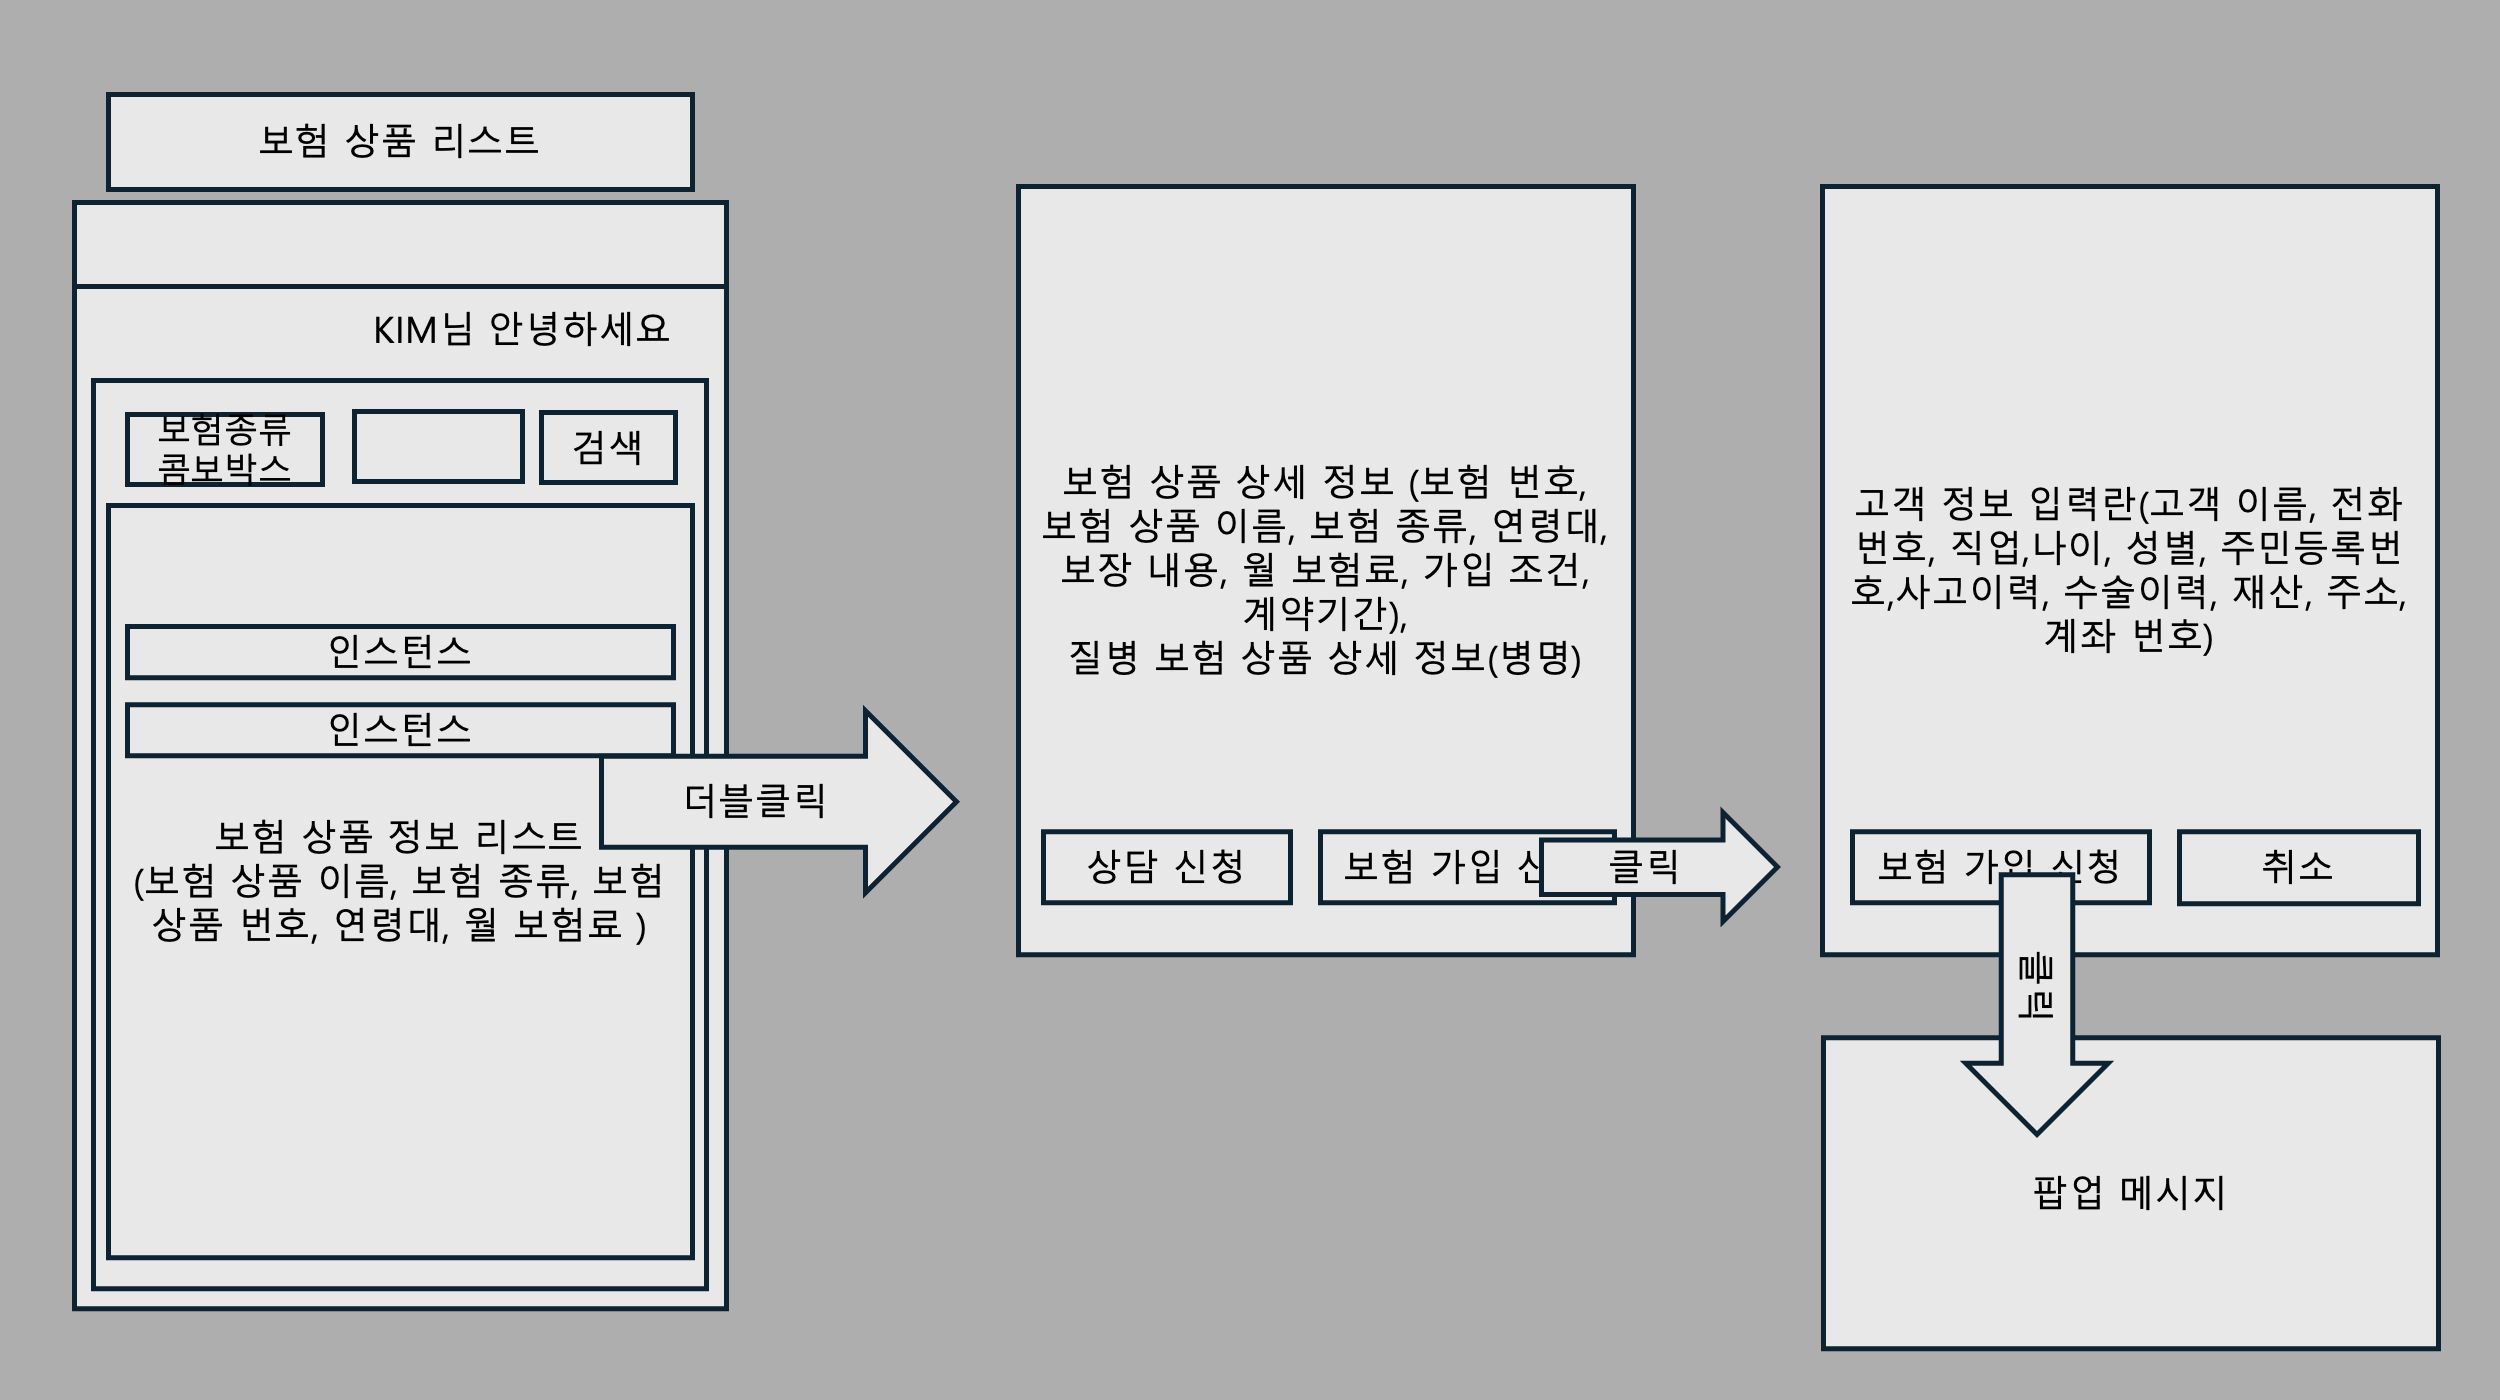 보험 상품 리스트
KIM님 안녕하세요
보험종류
콤보박스
검색
인스턴스
인스턴스
보험 상품 정보 리스트
(보험 상품 이름, 보험 종류, 보험
상품 번호, 연령대, 월 보험료 )
더블클릭
보험 상품 상세 정보 (보험 번호,
보험 상품 이름, 보험 종류, 연령대,
보장 내용, 월 보험료, 가입 조건,
계약기간),
질병 보험 상품 상세 정보(병명)
상담 신청
보험 가입
클릭
고객 정보 입력란(고객 이름, 전화
번호, 직업,나이, 성별, 주민등록번
호,사고이력, 수술이력, 재산, 주소,
계좌 번호)
보험 가입 신청
취소
클릭
팝업 메시지